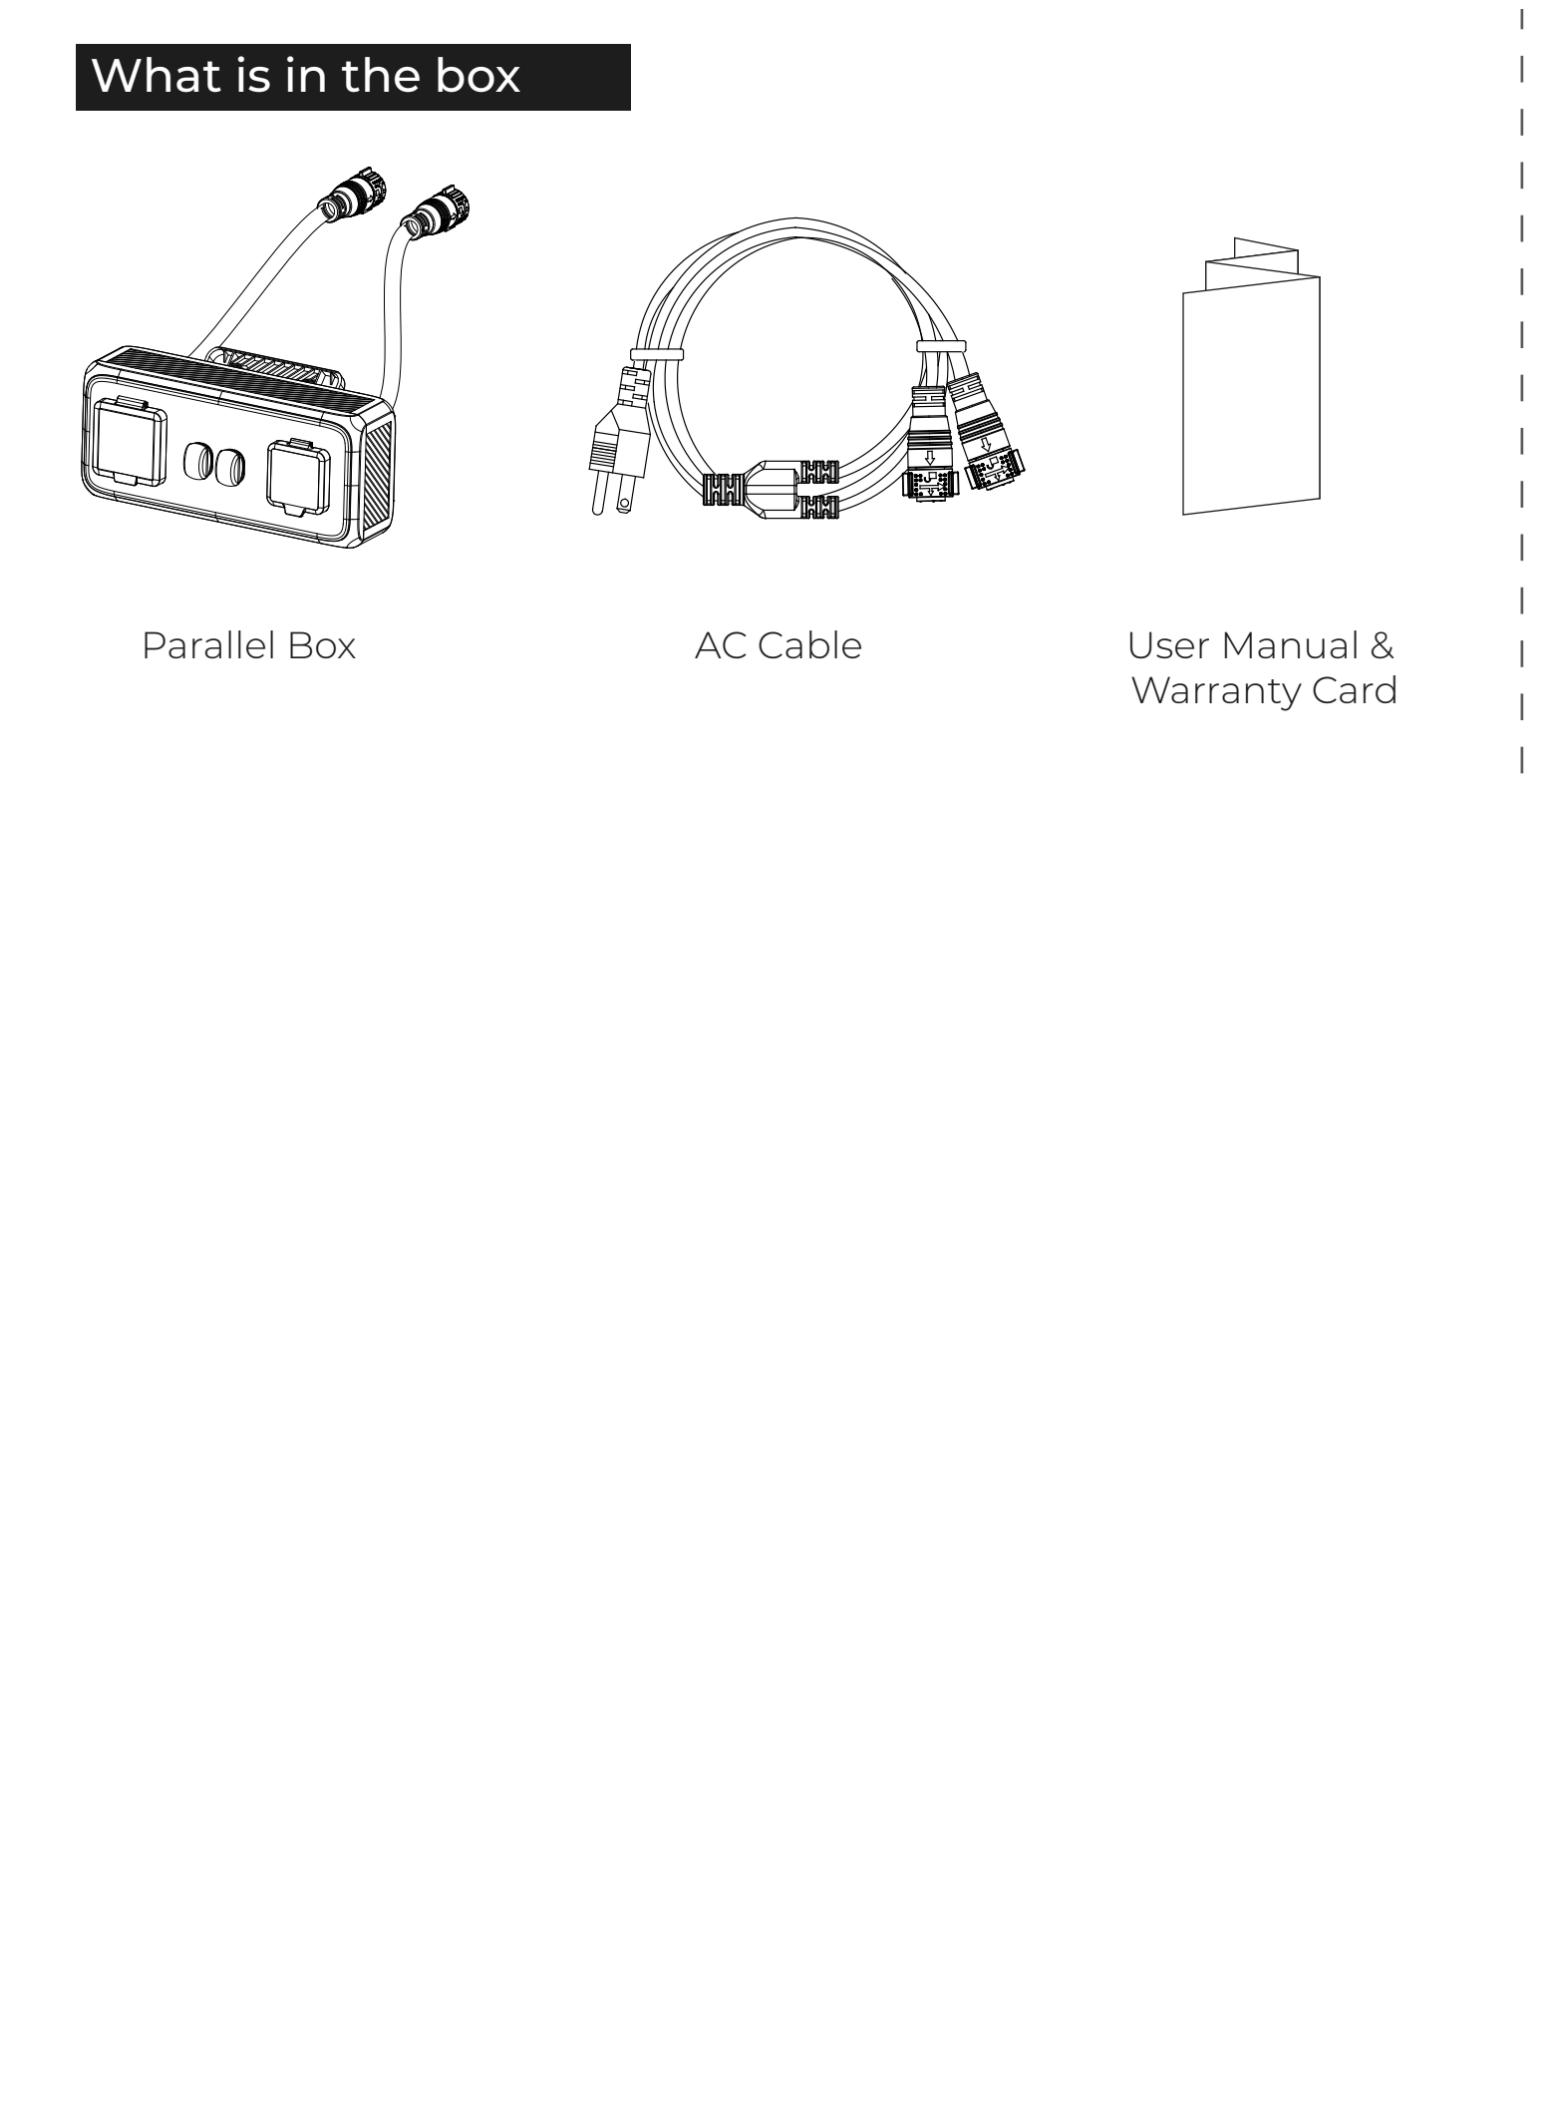 What is in the box
Parallel Box
AC Cable
User Manual &
Warranty Card